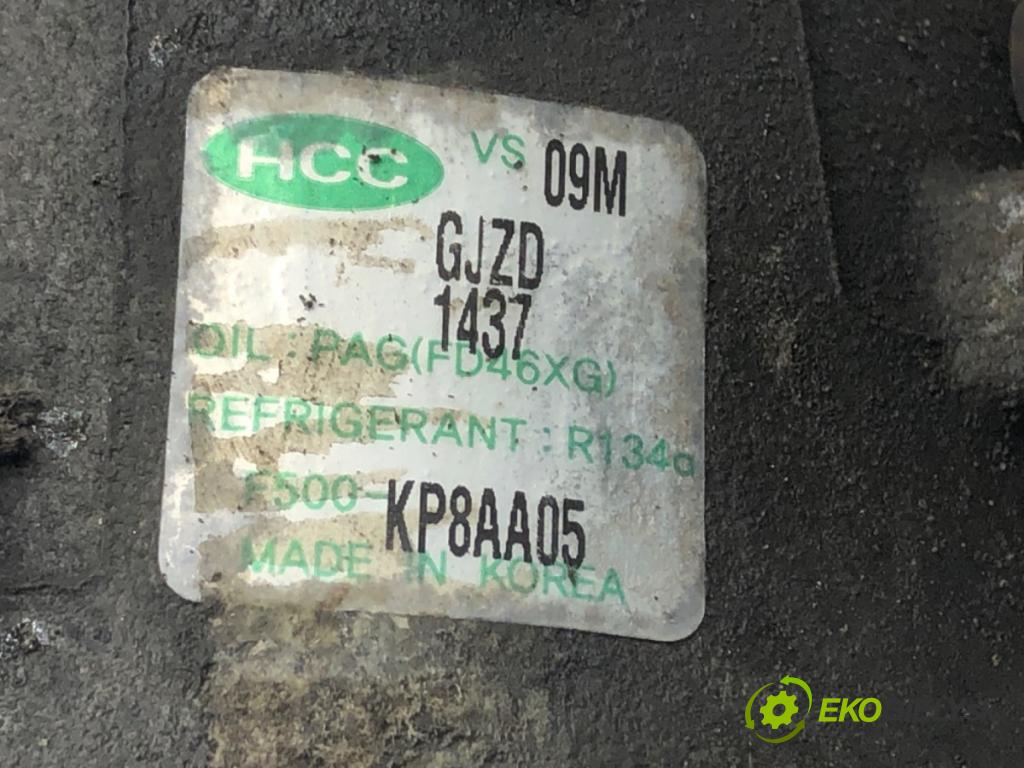 HCC VS 09M
GJZD
1437
OIL : PAG(FD46XG)
REFRIGERANT : R134a
F500-KP8AA05
MADE IN KOREA
EKO